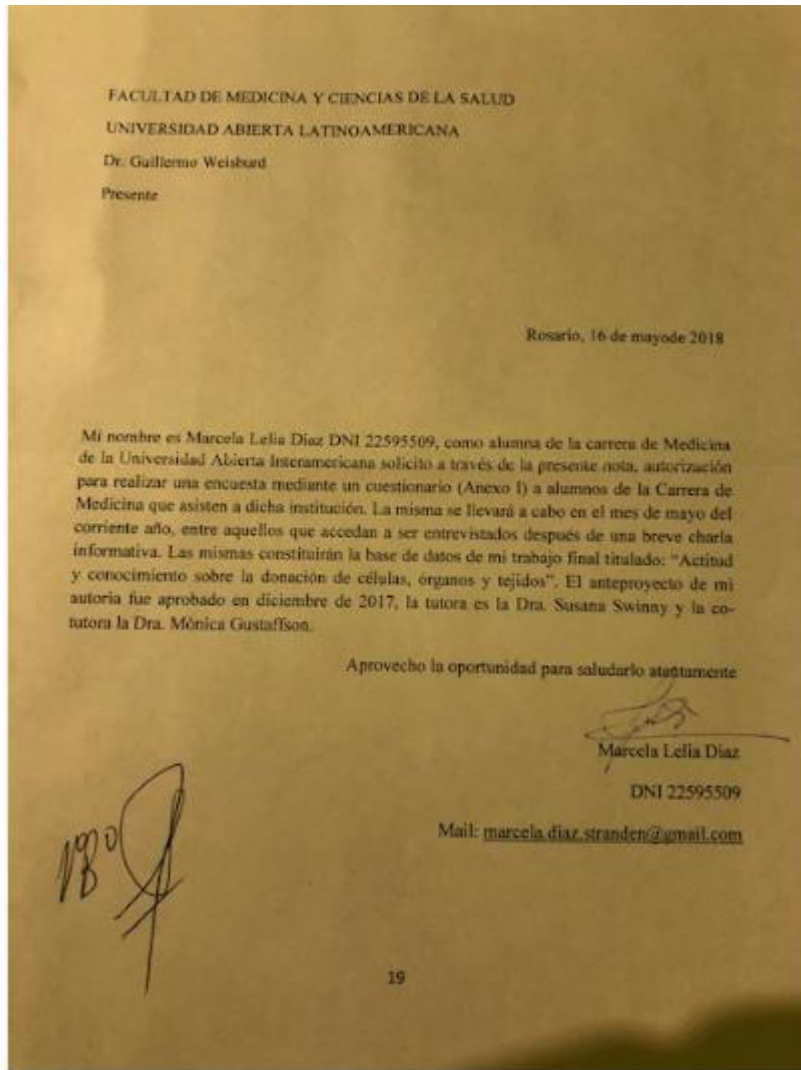 FACULTAD DE MEDICINA Y CIENCIAS DE LA SALUD
UNIVERSIDAD ABIERTA LATINOAMERICANA
Dr. Guillermo Weisburd
Presente
Rosario, 16 de mayode 2018
Mi nombre es Marcela Lelia Diaz DNI 22595509, como alumna de la carrera de Medicina
de la Universidad Abierta Interamericana solicito a través de la presente nota, autorización
para realizar una encuesta mediante un cuestionario (Anexo I) a alumnos de la Carrera de
Medicina que asisten a dicha institución. La misma se llevará a cabo en el mes de mayo del
corriente año, entre aquellos que accedan a ser entrevistados después de una breve charla
informativa. Las mismas constituirán la base de datos de mi trabajo final titulado: “Actitud
y conocimiento sobre la donación de células, órganos y tejidos”. El anteproyecto de mi
autoria fue aprobado en diciembre de 2017, la tutora es la Dra. Susana Swinny y la co-
tutora la Dra. Mónica Gustaffson.
Aprovecho la oportunidad para saludarlo atentamente
Marcela Lelia Diaz
DNI 22595509
Mail: marcela.diaz.stranden@gmail.com
19